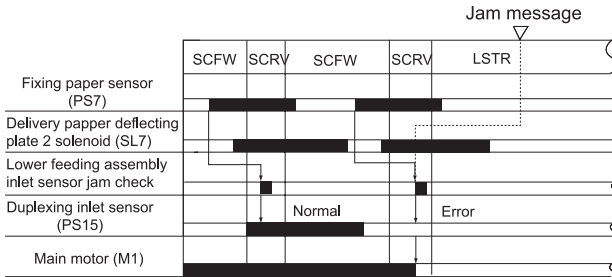 Jam message
SCFW SCRV SCFW SCRV LSTR
Fixing paper sensor
(PS7)
Delivery papper deflecting
plate 2 solenoid (SL7)
Lower feeding assembly
inlet sensor jam check
Duplexing inlet sensor
(PS15)
Normal Error
Main motor (M1)